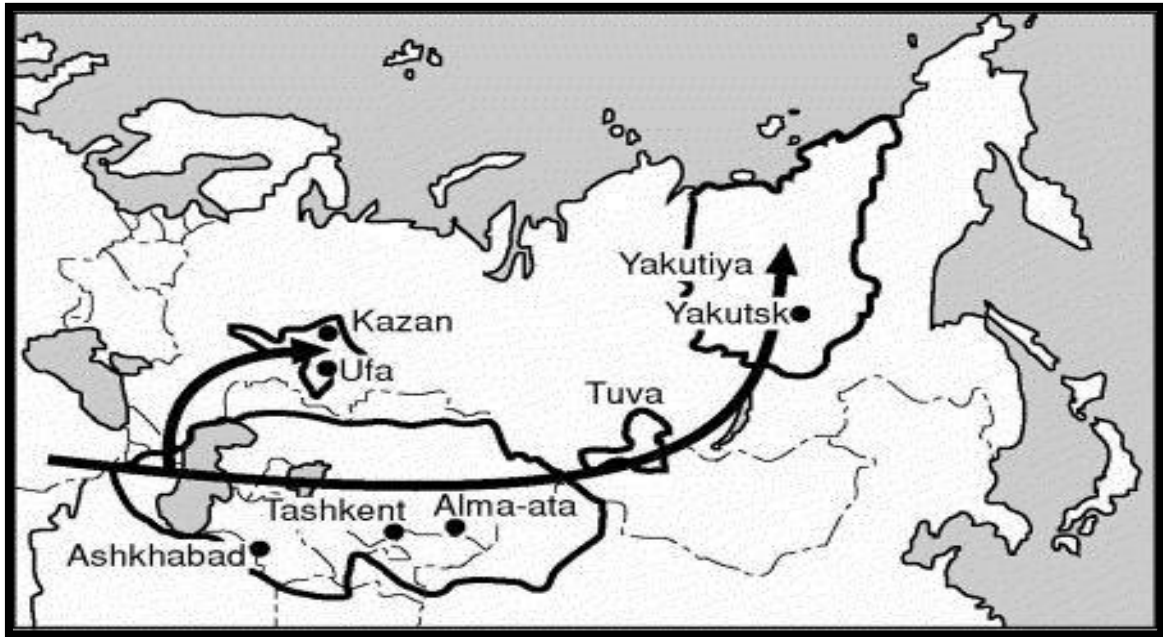 Yakutiya
Yakutsk
Kazan
Ufa
Tuva
Tashkent
Alma-ata
Ashkhabad